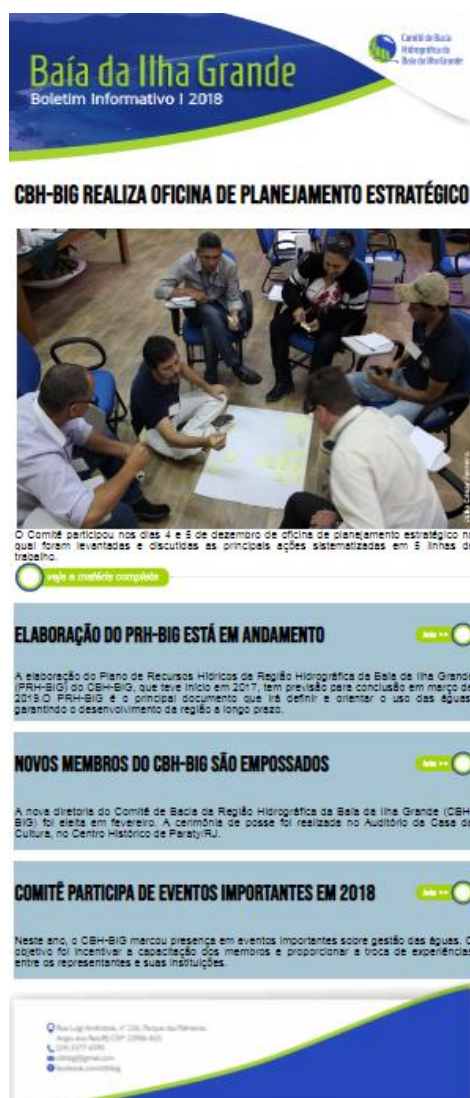 Baía da Ilha Grande
Boletim Informativo I 2018
Comitê de Bacia
Hidrográfica da
Baía da Ilha Grande
CBH-BIG REALIZA OFICINA DE PLANEJAMENTO ESTRATÉGICO
O Comitê participou nos dias 4 e 5 de dezembro de oficina de planejamento estratégico na
qual foram levantadas e discutidas as principais ações sistematizadas em 5 linhas de
trabalho.
veja a matéria completa
ELABORAÇÃO DO PRH-BIG ESTÁ EM ANDAMENTO
leia >>
A elaboração do Plano de Recursos Hídricos da Região Hidrográfica da Baía da Ilha Grande
(PRH-BIG) do CBH-BIG, que teve início em 2017, tem previsão para conclusão em março de
2019.O PRH-BIG é o principal documento que irá definir e orientar o uso das águas,
garantindo o desenvolvimento da região a longo prazo.
NOVOS MEMBROS DO CBH-BIG SÃO EMPOSSADOS
leia >>
A nova diretoria do Comitê de Bacia da Região Hidrográfica da Baía da Ilha Grande (CBH-
BIG) foi eleita em fevereiro. A cerimônia de posse foi realizada no Auditório da Casa da
Cultura, no Centro Histórico de Paraty/RJ.
COMITÊ PARTICIPA DE EVENTOS IMPORTANTES EM 2018
leia >>
Neste ano, o CBH-BIG marcou presença em eventos importantes sobre gestão das águas. O
objetivo foi incentivar a capacitação dos membros e proporcionar a troca de experiências
entre os representantes e suas instituições.
facebook.com/cbhbig